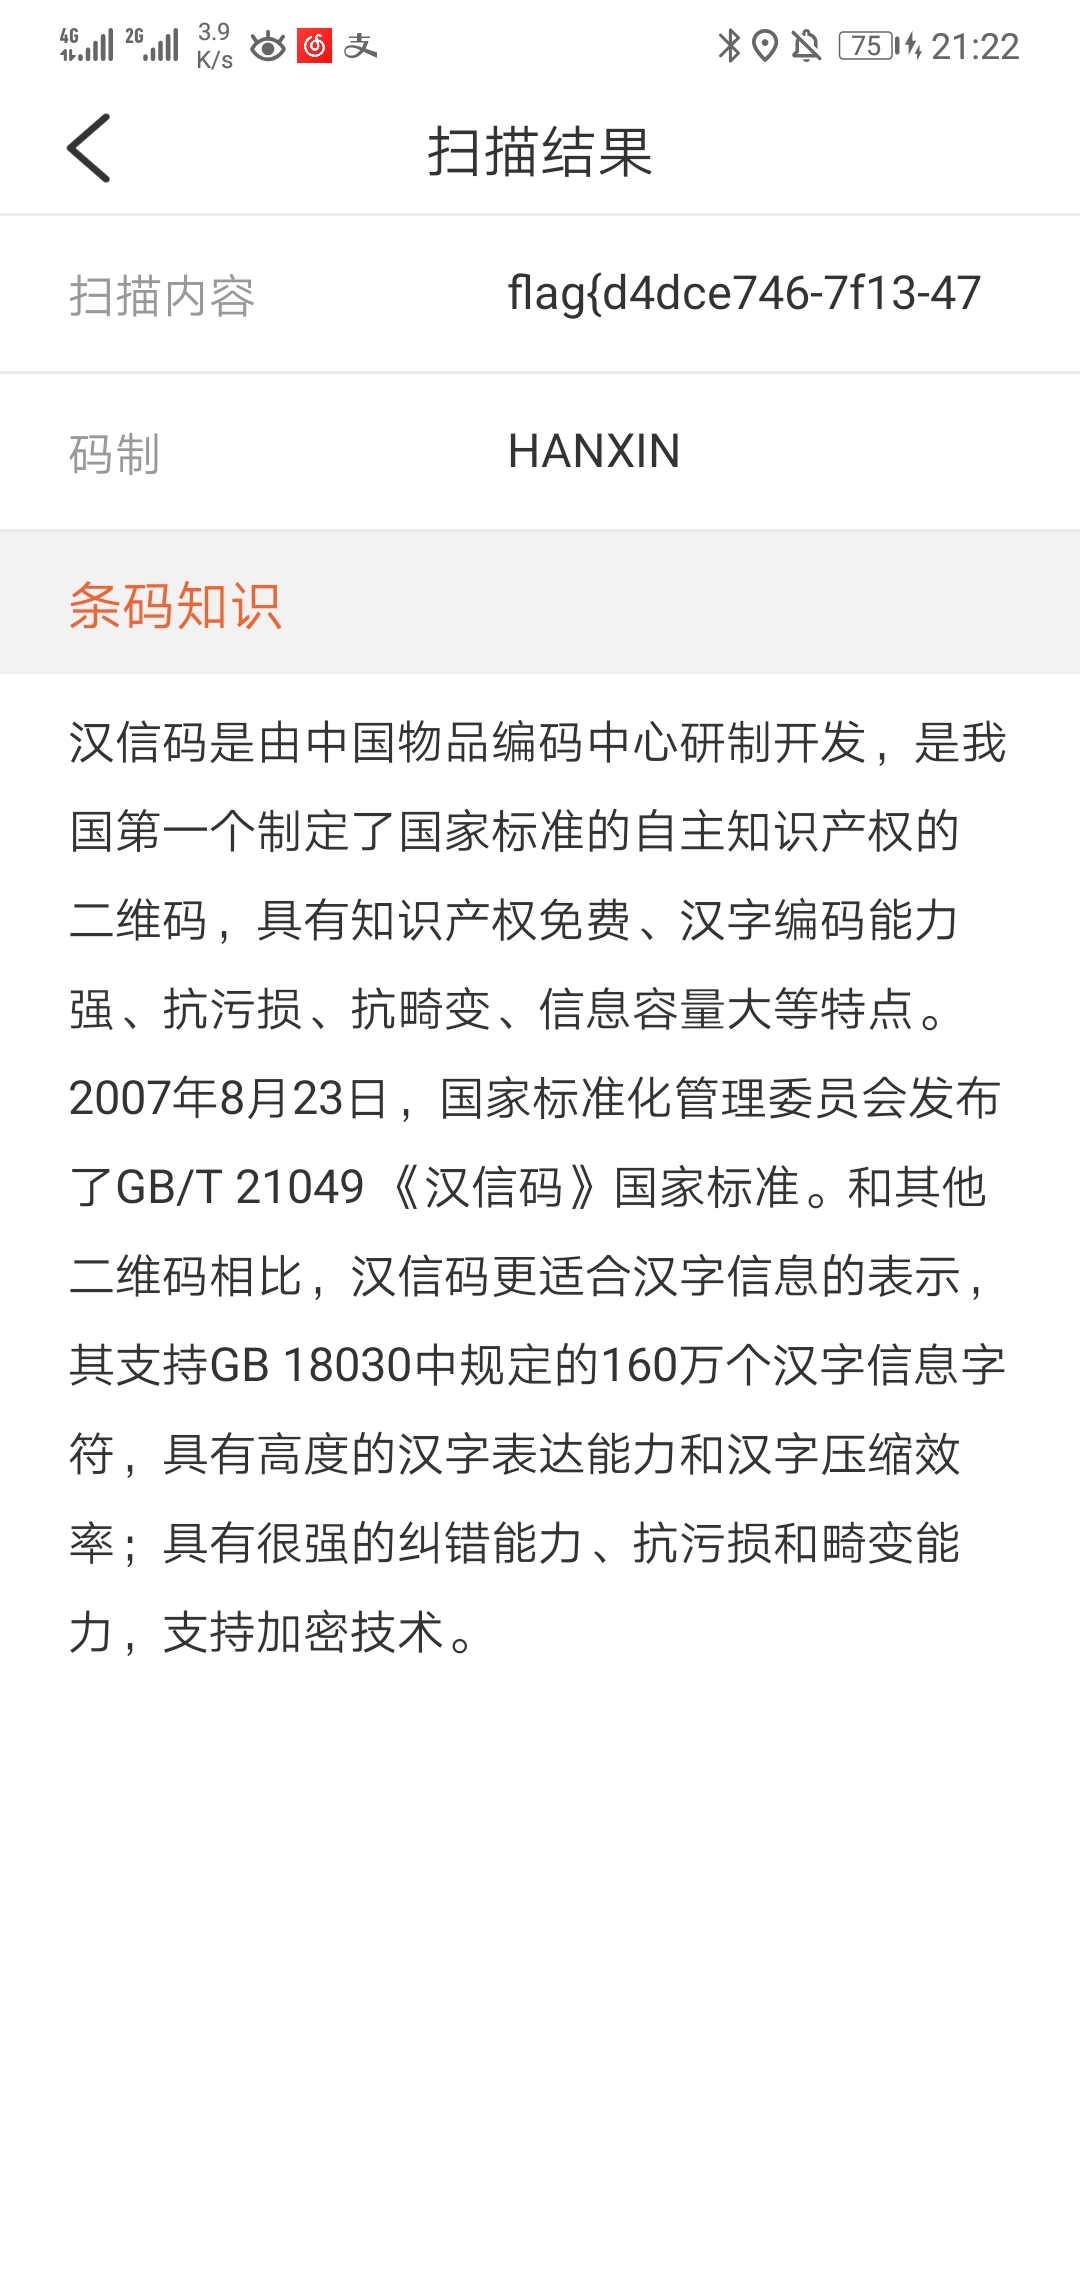 4G 2G 3.9 K/s 支 75 21:22
扫描结果
扫描内容 flag{d4dce746-7f13-47
码制 HANXIN
条码知识
汉信码是由中国物品编码中心研制开发，是我
国第一个制定了国家标准的自主知识产权的
二维码，具有知识产权免费、汉字编码能力
强、抗污损、抗畸变、信息容量大等特点。
2007年8月23日，国家标准化管理委员会发布
了GB/T 21049《汉信码》国家标准。和其他
二维码相比，汉信码更适合汉字信息的表示，
其支持GB 18030中规定的160万个汉字信息字
符，具有高度的汉字表达能力和汉字压缩效
率；具有很强的纠错能力、抗污损和畸变能
力，支持加密技术。